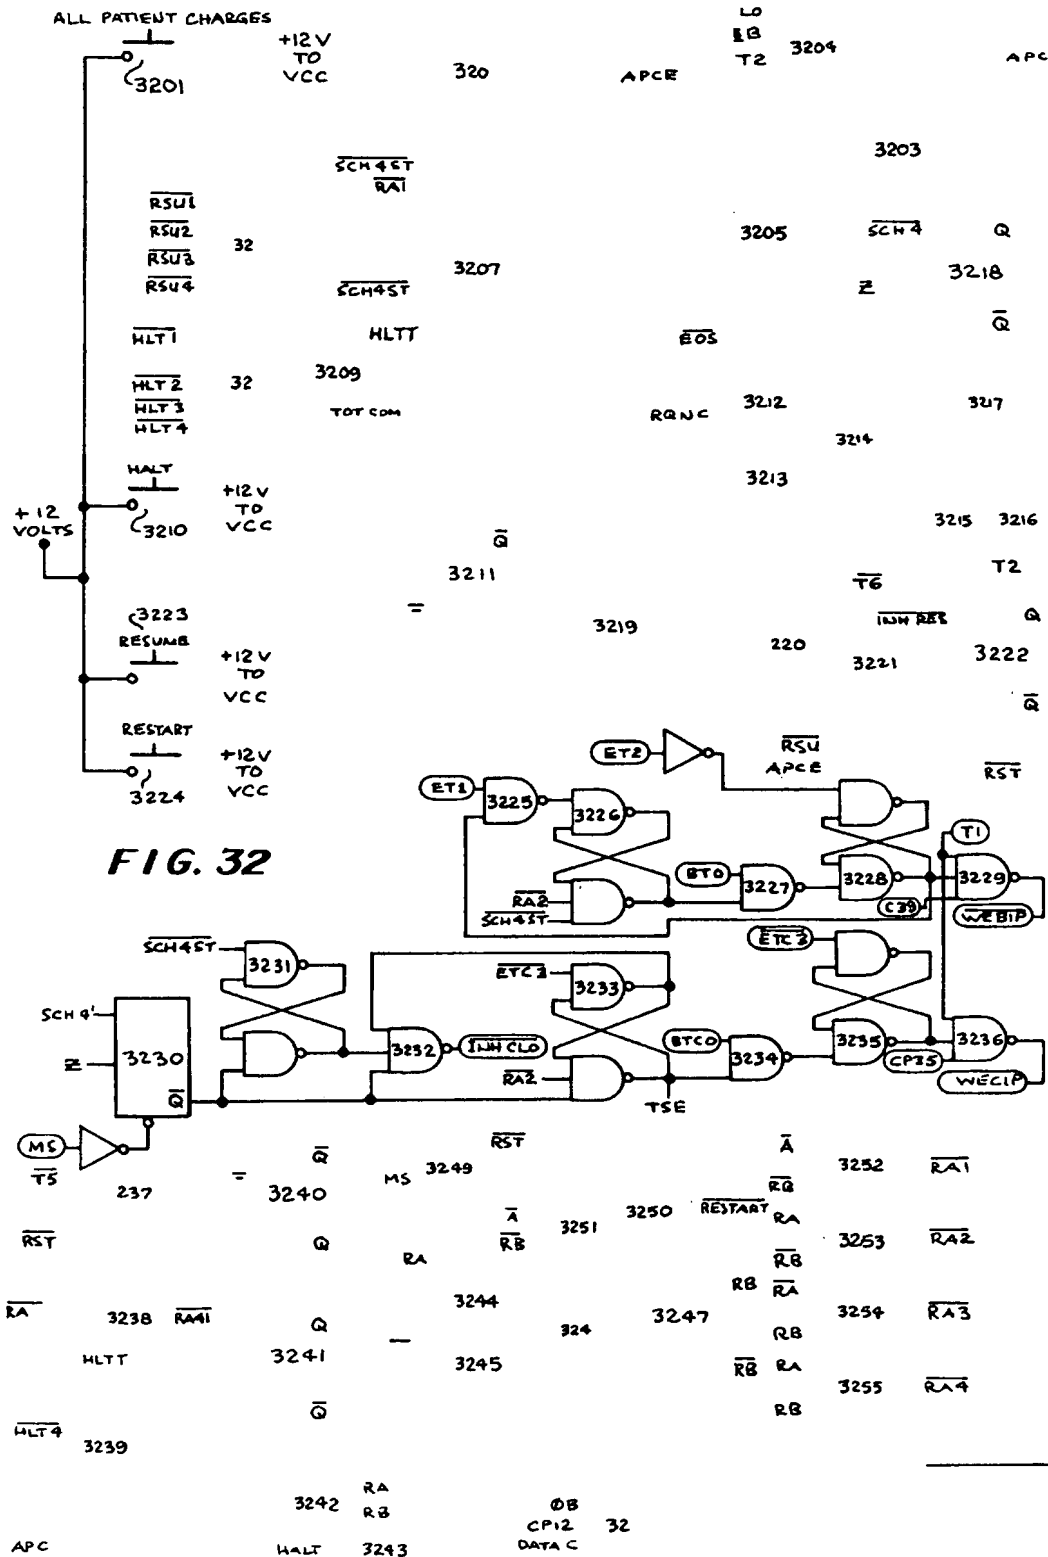 ALL PATIENT CHARGES
3201
+12V
TO
VCC
320
APCE
LO
T2
3204
APC
3203
SCH4ST
RA1
RSU1
RSU2
RSU3
RSU4
32
3207
3205
SCH4
Q
3218
Z
Q
SCH4ST
HLT1
HLTT
EOS
HLT2
HLT3
HLT4
32
3209
TOT COM
RQNC
3212
3217
3214
3213
HALT
+12V
TO
VCC
3210
+12
VOLTS
3215
3216
Q
3211
T6
T2
3223
RESUME
+12V
TO
VCC
3219
INH RES
Q
220
3221
3222
Q
RESTART
+12V
TO
VCC
3224
ET2
RSU
APCE
RST
ET1
3225
3226
T1
FIG. 32
BTO
3227
3228
3229
RA2
SCH4ST
C39
WEBIP
SCH4ST
3231
ETC3
3233
ETC3
SCH4'
3230
Z
Q
3232
INH CLO
BTCO
3234
3235
3236
RA2
CP35
WECIP
TSE
MS
T5
237
Q
3240
MS
3249
RST
A
3252
RA1
RB
RST
Q
A
RB
3251
3250
RESTART
RA
3253
RA2
RA
RB
RA
3238
RA41
Q
3244
RB
RA
3247
3254
RA3
324
RB
HLTT
3241
3245
RB
RA
3255
RA4
Q
RB
HLT4
3239
3242
RA
RB
ØB
CP12
32
DATA C
APC
HALT
3243